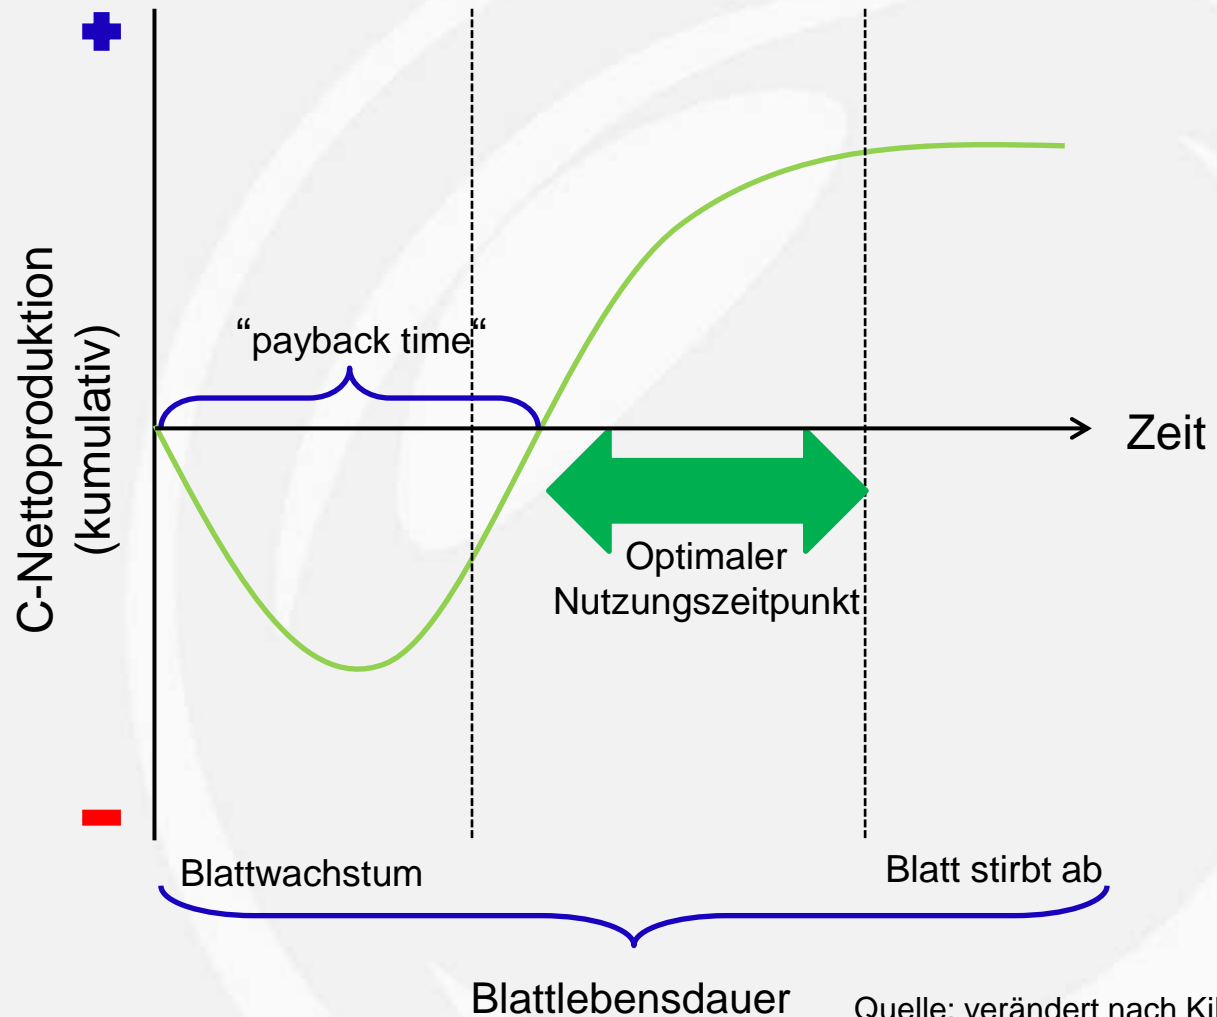 C-Nettoproduktion
(kumulativ)
“payback time“
Zeit
Optimaler
Nutzungszeitpunkt
Blattwachstum
Blatt stirbt ab
Blattlebensdauer
Quelle: verändert nach